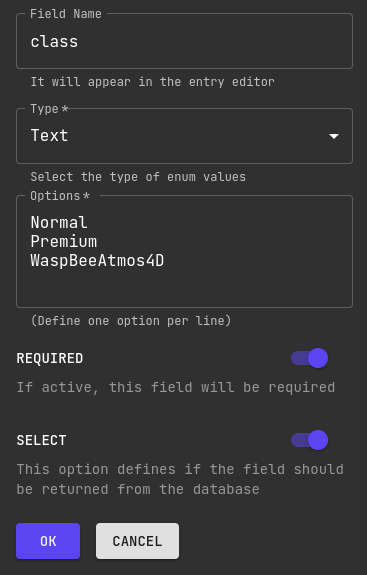 Field Name
class
It will appear in the entry editor
Type*
Text
Select the type of enum values
Options*
Normal
Premium
WaspBeeAtmos4D
(Define one option per line)
REQUIRED
If active, this field will be required
SELECT
This option defines if the field should
be returned from the database
OK CANCEL